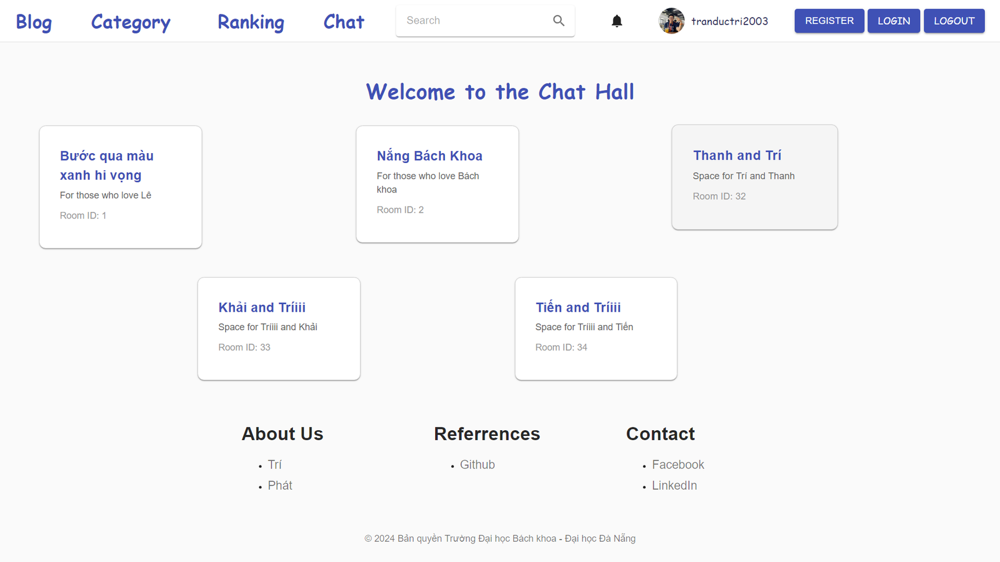 Blog
Category
Ranking
Chat
Search
tranductri2003
REGISTER
LOGIN
LOGOUT
Welcome to the Chat Hall
Bước qua màu
xanh hi vọng
For those who love Lê
Room ID: 1
Nắng Bách Khoa
For those who love Bách
khoa
Room ID: 2
Thanh and Trí
Space for Trí and Thanh
Room ID: 32
Khải and Tríiii
Space for Tríiii and Khải
Room ID: 33
Tiến and Tríiii
Space for Tríiii and Tiến
Room ID: 34
About Us
• Trí
• Phát
Referrences
• Github
Contact
• Facebook
• LinkedIn
© 2024 Bản quyền Trường Đại học Bách khoa - Đại học Đà Nẵng